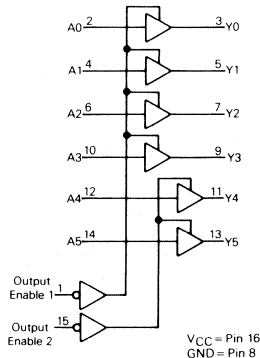 A0 2 3 Y0
A1 4 5 Y1
A2 6 7 Y2
A3 10 9 Y3
A4 12 11 Y4
A5 14 13 Y5
Output
Enable 1 1
Output 15
Enable 2
VCC = Pin 16
GND = Pin 8